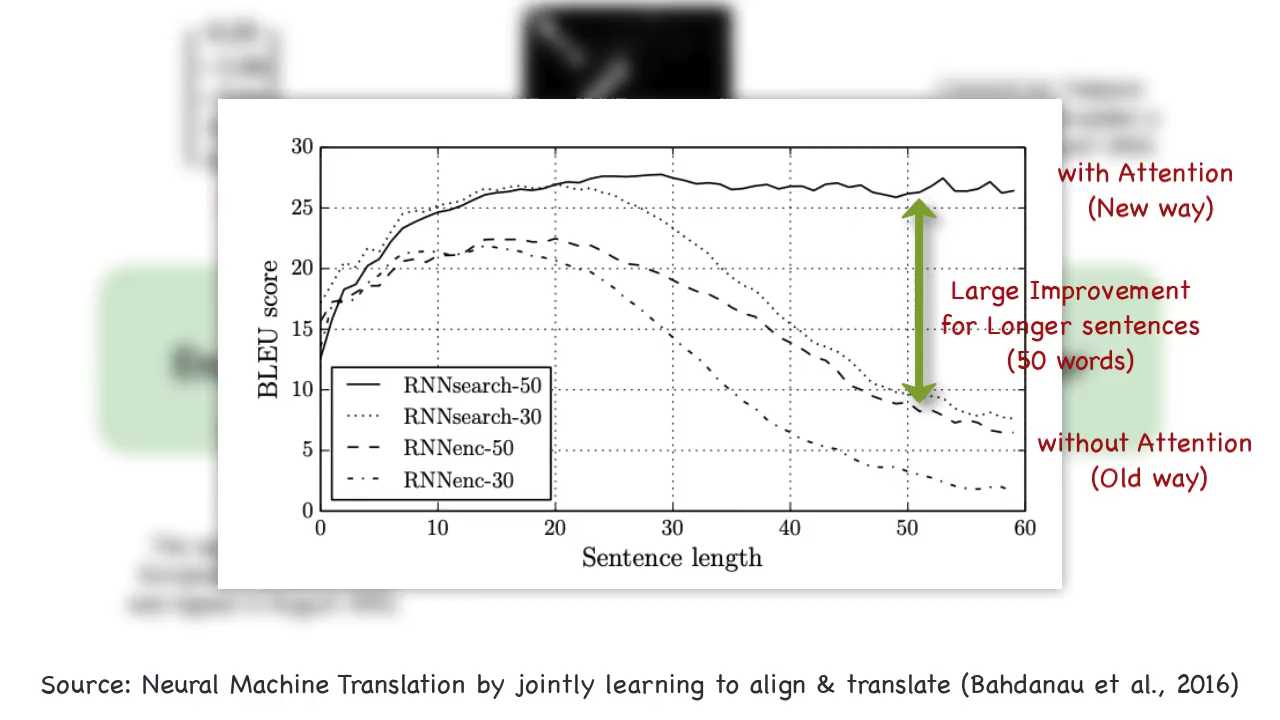 30
25
20
15
10
5
0
BLEU score
RNNsearch-50
RNNsearch-30
RNNenc-50
RNNenc-30
0 10 20 30 40 50 60
Sentence length
with Attention
(New way)
Large Improvement
for Longer sentences
(50 words)
without Attention
(Old way)
Source: Neural Machine Translation by jointly learning to align & translate (Bahdanau et al., 2016)